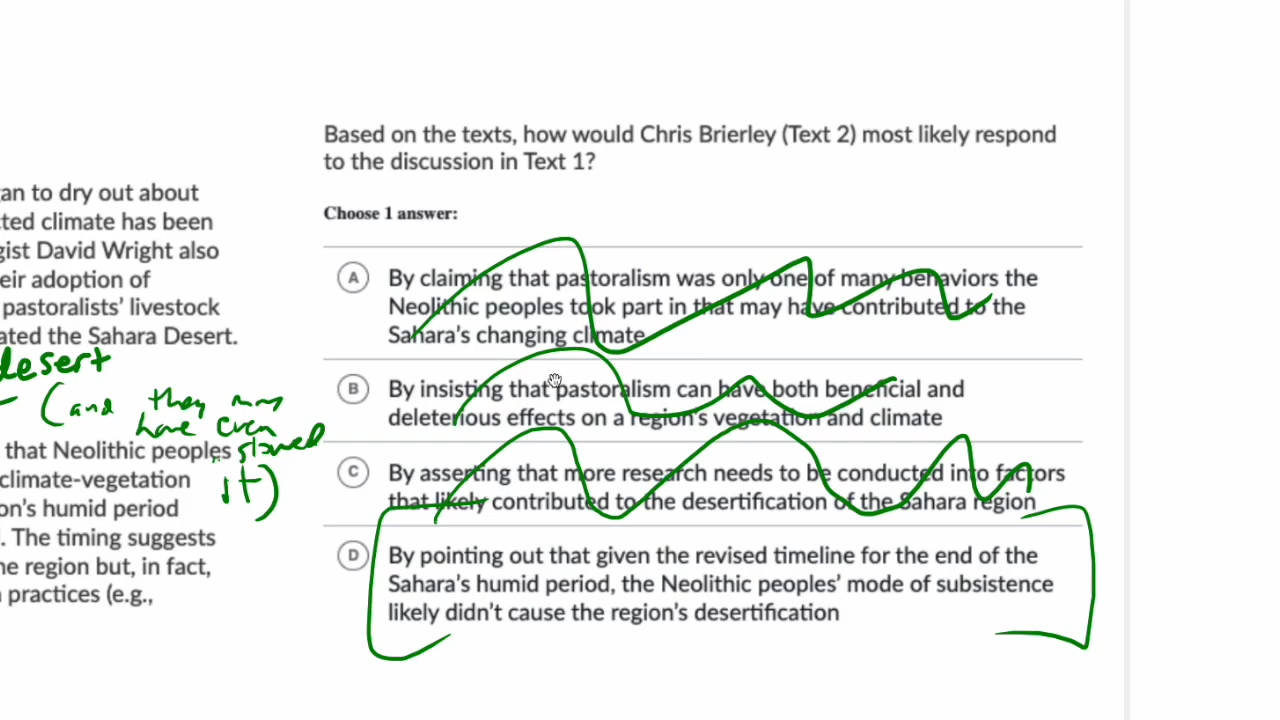 an to dry out about
cted climate has been
gist David Wright also
eir adoption of
pastoralists' livestock
ated the Sahara Desert.
desert
(and they may
have even
slowed
it)
that Neolithic peoples
climate-vegetation
on's humid period
. The timing suggests
he region but, in fact,
practices (e.g.,
Based on the texts, how would Chris Brierley (Text 2) most likely respond
to the discussion in Text 1?
Choose 1 answer:
A By claiming that pastoralism was only one of many behaviors the
Neolithic peoples took part in that may have contributed to the
Sahara's changing climate
B By insisting that pastoralism can have both beneficial and
deleterious effects on a region's vegetation and climate
C By asserting that more research needs to be conducted into factors
that likely contributed to the desertification of the Sahara region
D By pointing out that given the revised timeline for the end of the
Sahara's humid period, the Neolithic peoples' mode of subsistence
likely didn't cause the region's desertification